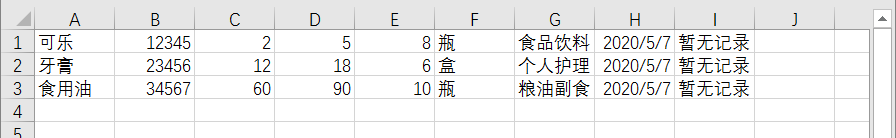 A B C D E F G H I J
1 可乐 12345 2 5 8 瓶 食品饮料 2020/5/7 暂无记录
2 牙膏 23456 12 18 6 盒 个人护理 2020/5/7 暂无记录
3 食用油 34567 60 90 10 瓶 粮油副食 2020/5/7 暂无记录
4
5